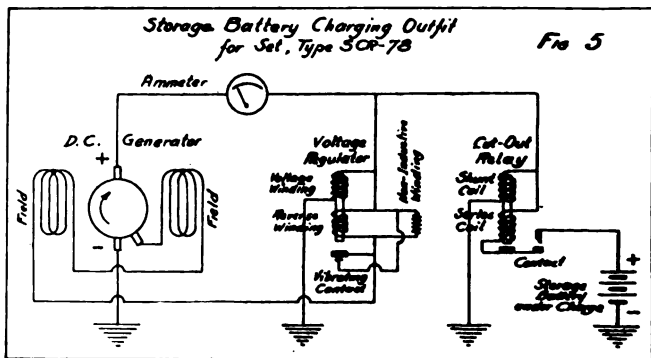 Storage Battery Charging Outfit
for Set, Type SCR-78
Fig 5
Ammeter
D.C. Generator
+
-
Field
Field
Voltage
Regulator
Voltage
Winding
Reverse
Winding
Non-Inductive
Winding
Vibrating
Contact
Cut-Out
Relay
Shunt
Coil
Series
Coil
Contact
+
-
Storage
Battery
under Charge